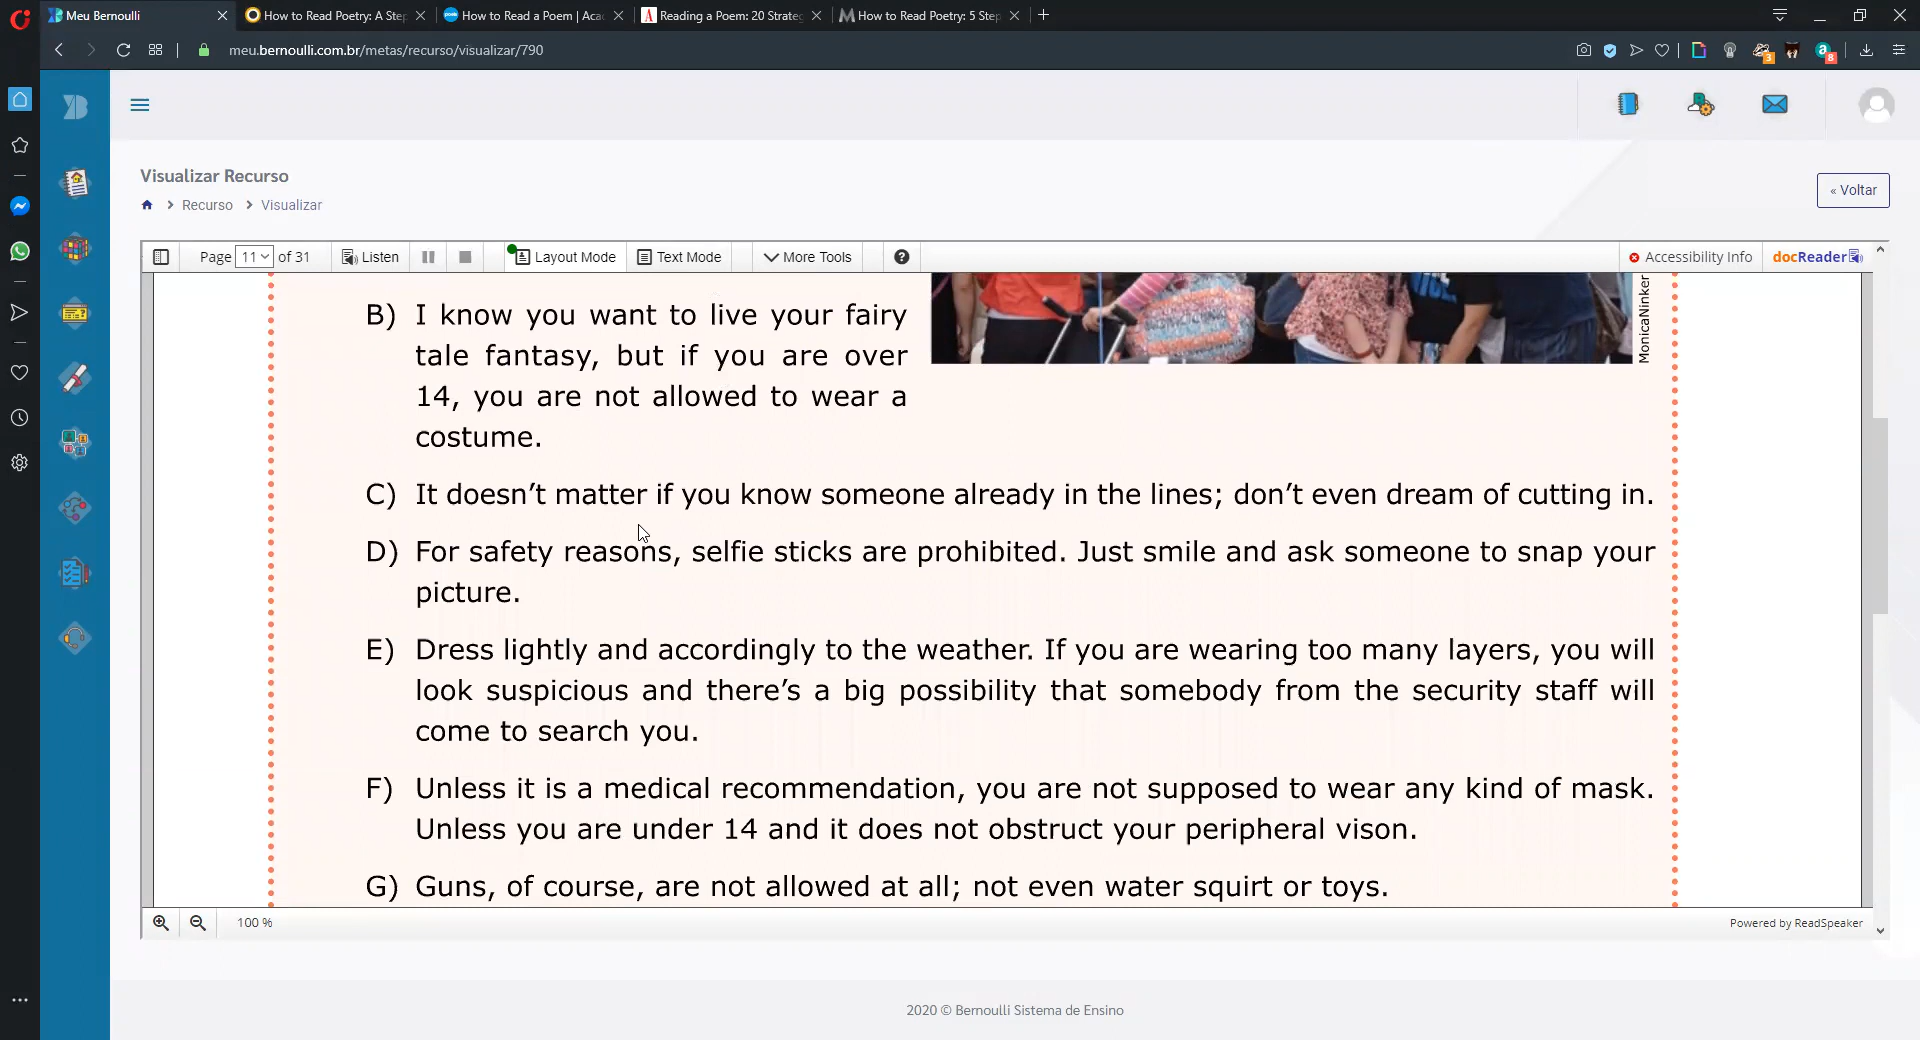 Meu Bernoulli
How to Read Poetry: A Step
How to Read a Poem | Aca
Reading a Poem: 20 Strate
How to Read Poetry: 5 Step
meu.bernoulli.com.br/metas/recurso/visualizar/790
3
8
Visualizar Recurso
Recurso
Visualizar
« Voltar
Page 11 of 31
Listen
Layout Mode
Text Mode
More Tools
Accessibility Info
docReader
MonicaNinker
B) I know you want to live your fairy
tale fantasy, but if you are over
14, you are not allowed to wear a
costume.
C) It doesn’t matter if you know someone already in the lines; don’t even dream of cutting in.
D) For safety reasons, selfie sticks are prohibited. Just smile and ask someone to snap your
picture.
E) Dress lightly and accordingly to the weather. If you are wearing too many layers, you will
look suspicious and there’s a big possibility that somebody from the security staff will
come to search you.
F) Unless it is a medical recommendation, you are not supposed to wear any kind of mask.
Unless you are under 14 and it does not obstruct your peripheral vison.
G) Guns, of course, are not allowed at all; not even water squirt or toys.
100 %
Powered by ReadSpeaker
2020 © Bernoulli Sistema de Ensino